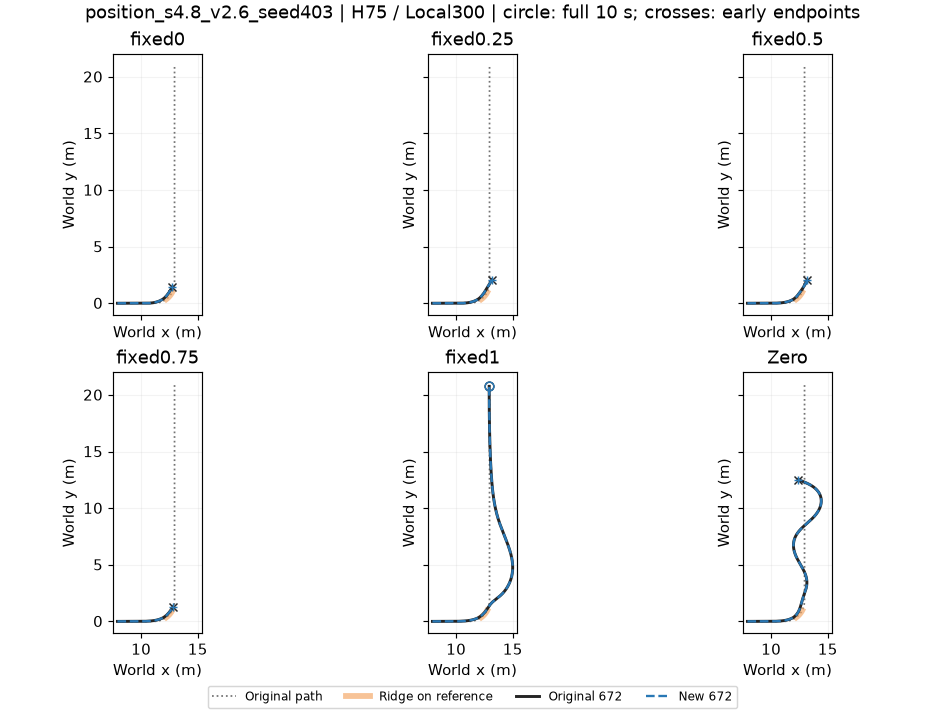 position_s4.8_v2.6_seed403 | H75 / Local300 | circle: full 10 s; crosses: early endpoints
fixed0
fixed0.25
fixed0.5
20
15
10
5
0
World y (m)
World y (m)
World y (m)
World x (m)
World x (m)
World x (m)
fixed0.75
fixed1
Zero
20
15
10
5
0
World y (m)
World y (m)
World y (m)
10 15
10 15
10 15
World x (m)
World x (m)
World x (m)
Original path
Ridge on reference
Original 672
New 672